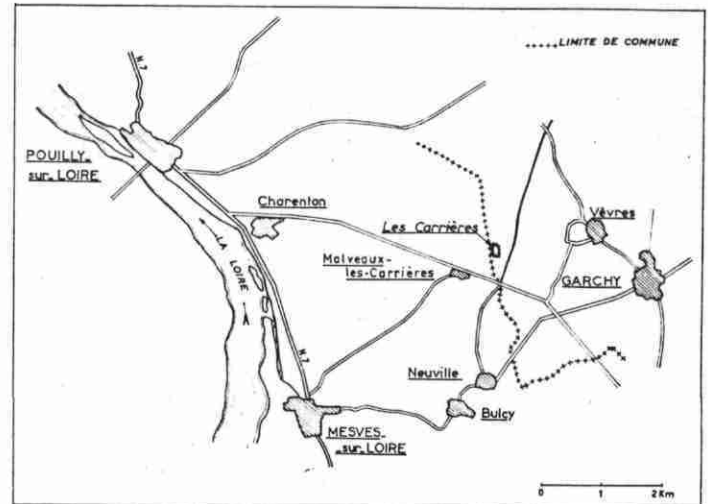 LIMITE DE COMMUNE
N.7
POUILLY-
sur-LOIRE
Charenton
Les Carrières
Vèvres
LA LOIRE
Malveaux-
les-Carrières
GARCHY
N.7
Neuville
Bulcy
MESVES-
sur-LOIRE
0 1 2Km